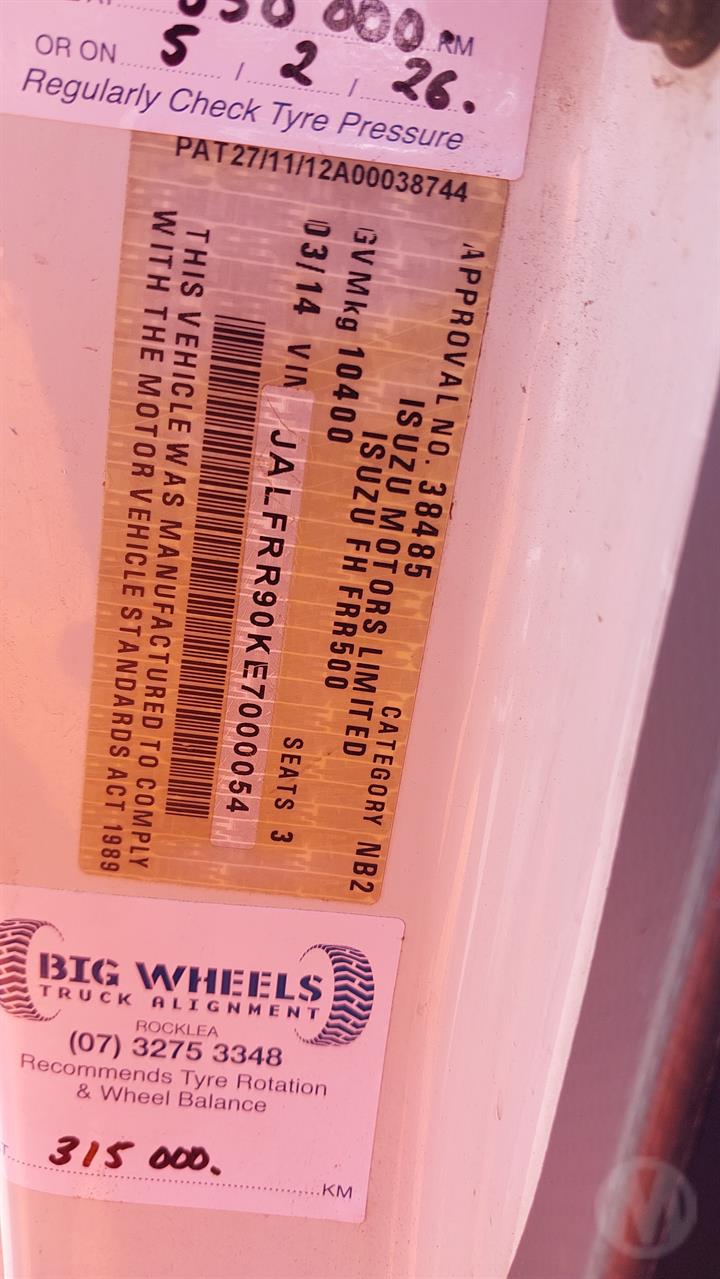 KM
OR ON 5 / 2 / 26.
Regularly Check Tyre Pressure
PAT27/11/12A00038744
APPROVAL NO. 38485 CATEGORY NB2
ISUZU MOTORS LIMITED
ISUZU FH FRR500
GVMkg 10400
03/14 VIN JALFRR90KE7000054 SEATS 3
THIS VEHICLE WAS MANUFACTURED TO COMPLY
WITH THE MOTOR VEHICLE STANDARDS ACT 1989
BIG WHEELS
TRUCK ALIGNMENT
ROCKLEA
(07) 3275 3348
Recommends Tyre Rotation
& Wheel Balance
315 000. KM